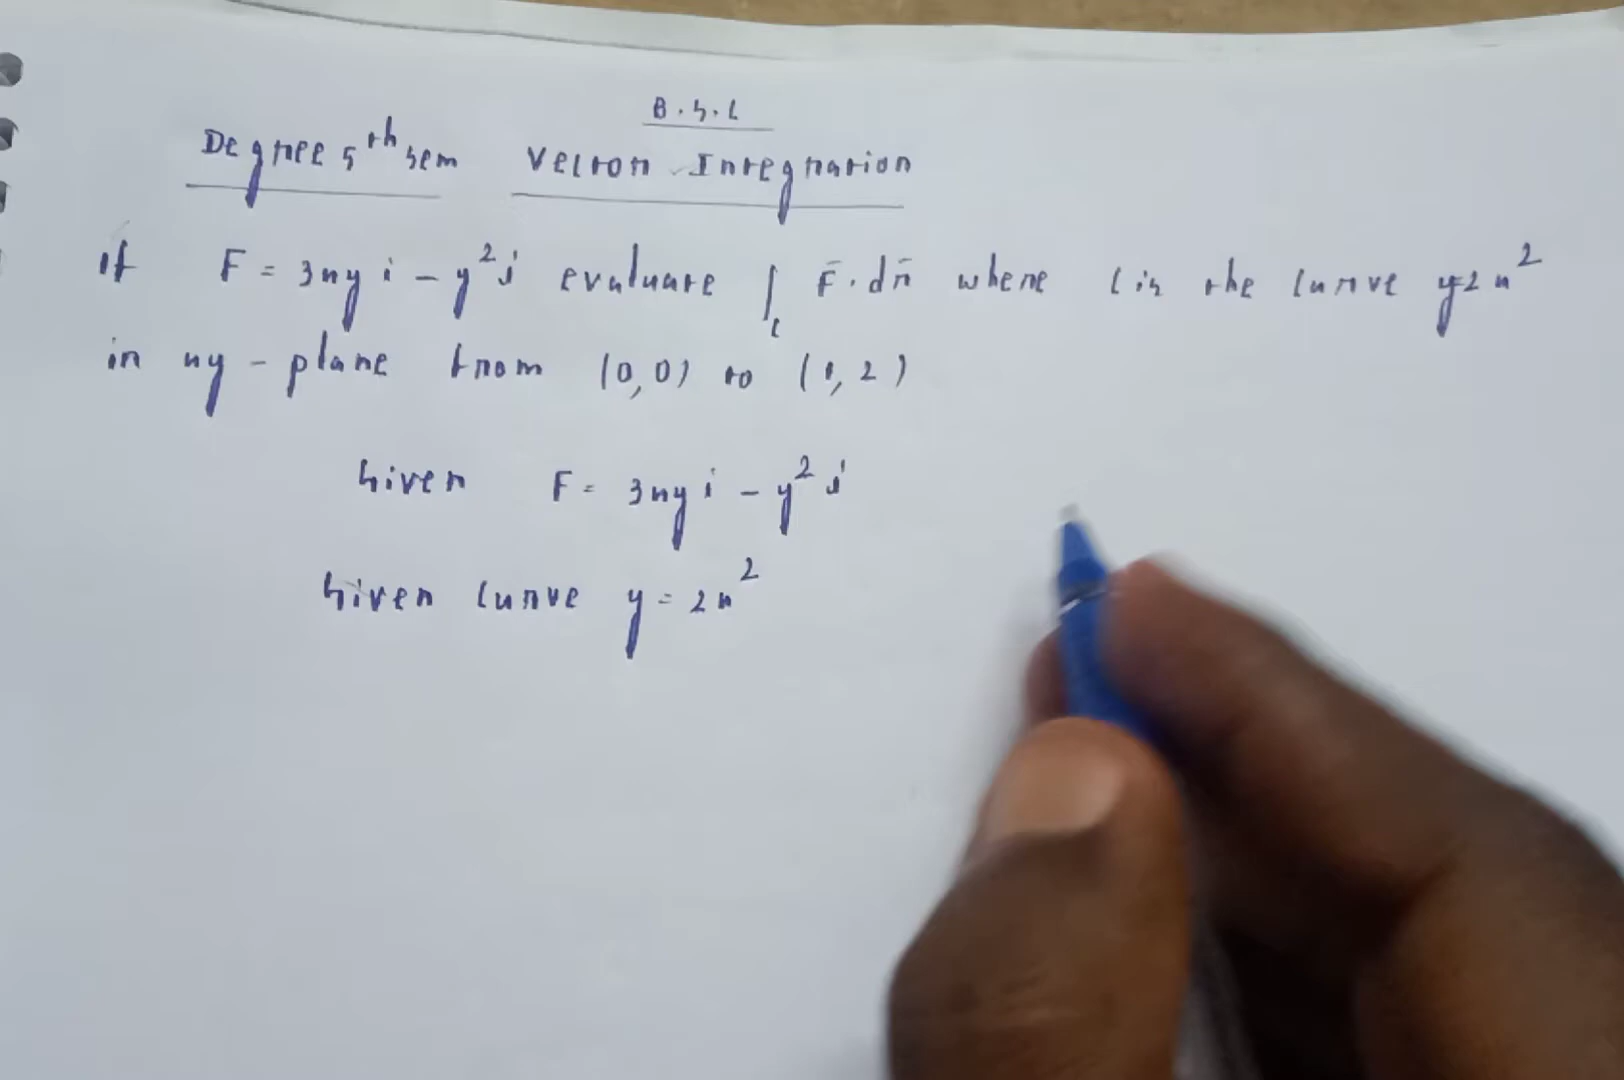 B.S.C
Degree 5th sem Vector Integration
if F = 3xy i - y² j evaluate ∫c F̄.dr̄ where C is the curve y=2x²
in xy-plane from (0,0) to (1,2)
Given F = 3xy i - y² j
Given curve y = 2x²